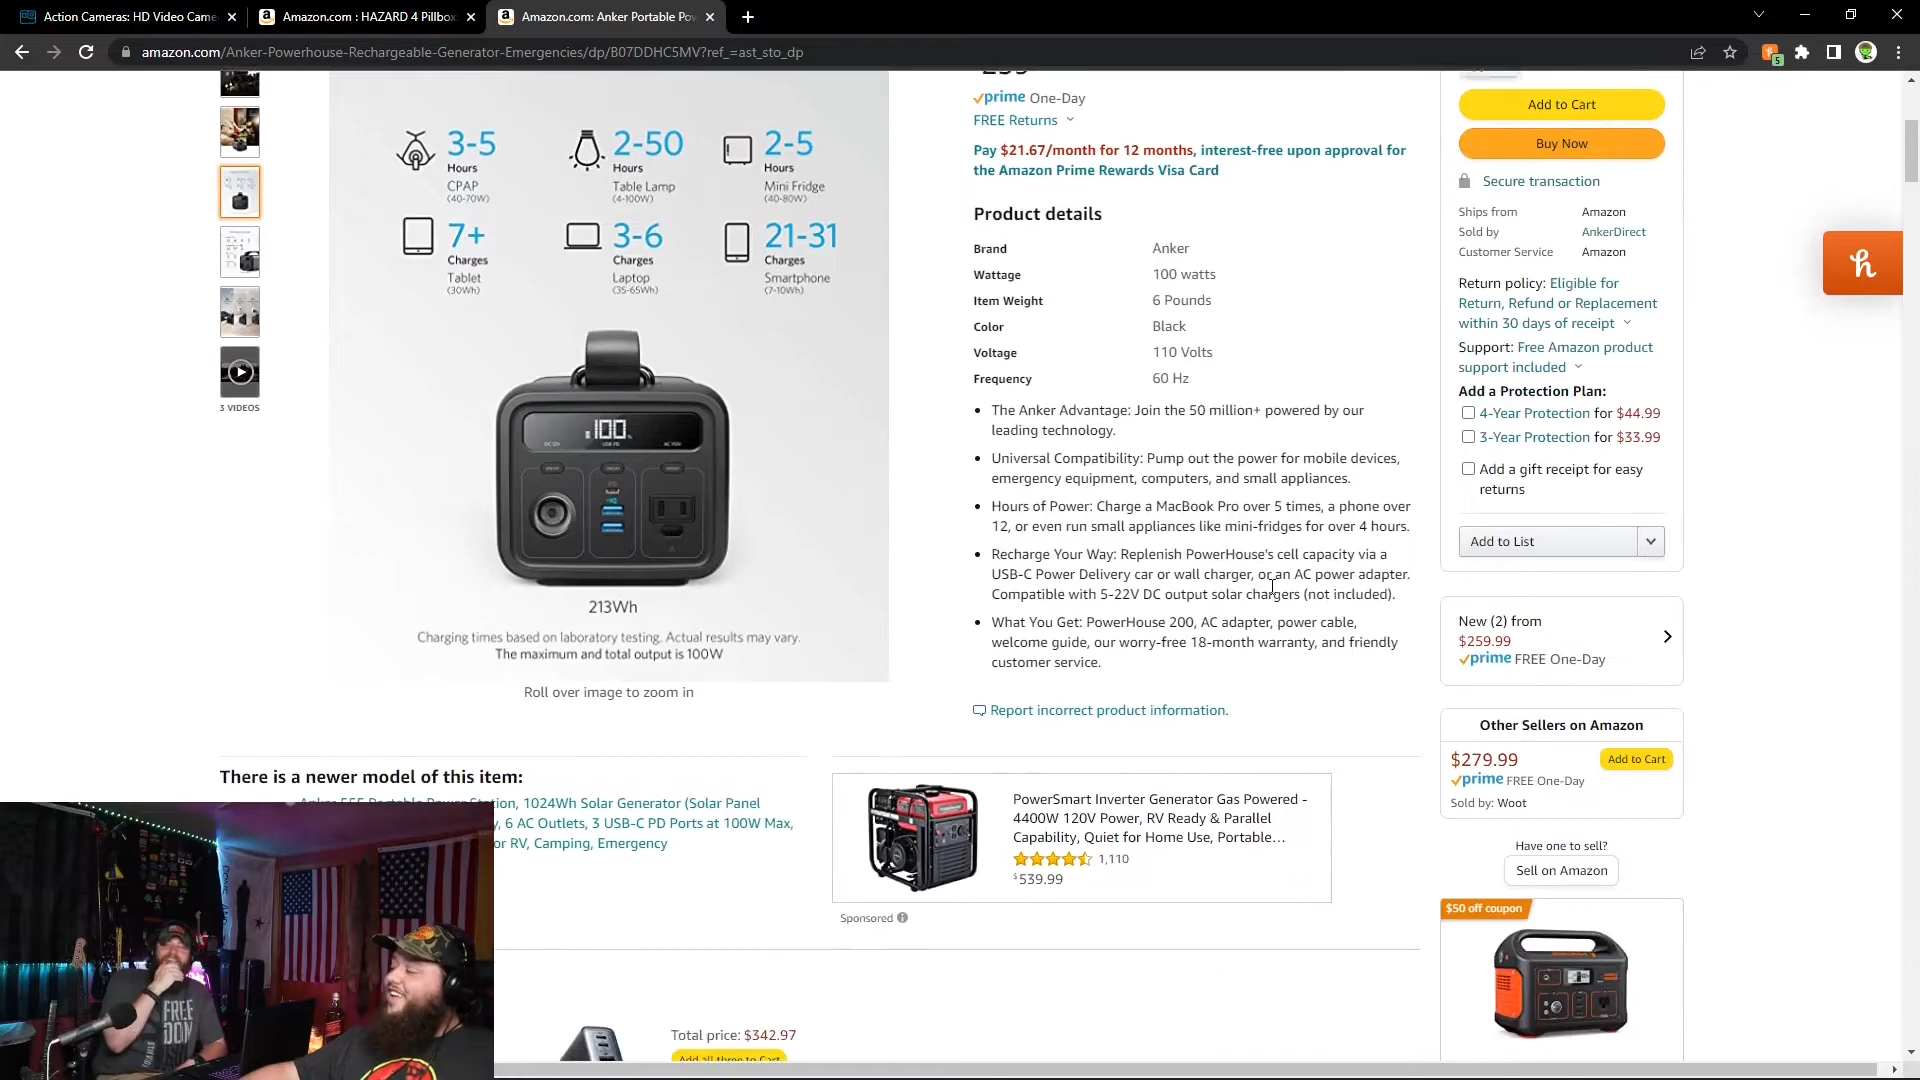 Action Cameras: HD Video Came
Amazon.com : HAZARD 4 Pillbox
Amazon.com: Anker Portable Po
amazon.com/Anker-Powerhouse-Rechargeable-Generator-Emergencies/dp/B07DDHC5MV?ref_=ast_sto_dp
5
3-5
Hours
CPAP
(40-70W)
2-50
Hours
Table Lamp
(4-100W)
2-5
Hours
Mini Fridge
(40-80W)
7+
Charges
Tablet
(30Wh)
3-6
Charges
Laptop
(35-65Wh)
21-31
Charges
Smartphone
(7-10Wh)
100%
213Wh
Charging times based on laboratory testing. Actual results may vary.
The maximum and total output is 100W
Roll over image to zoom in
3 VIDEOS
prime One-Day
FREE Returns
Pay $21.67/month for 12 months, interest-free upon approval for
the Amazon Prime Rewards Visa Card
Product details
Brand Anker
Wattage 100 watts
Item Weight 6 Pounds
Color Black
Voltage 110 Volts
Frequency 60 Hz
• The Anker Advantage: Join the 50 million+ powered by our
leading technology.
• Universal Compatibility: Pump out the power for mobile devices,
emergency equipment, computers, and small appliances.
• Hours of Power: Charge a MacBook Pro over 5 times, a phone over
12, or even run small appliances like mini-fridges for over 4 hours.
• Recharge Your Way: Replenish PowerHouse's cell capacity via a
USB-C Power Delivery car or wall charger, or an AC power adapter.
Compatible with 5-22V DC output solar chargers (not included).
• What You Get: PowerHouse 200, AC adapter, power cable,
welcome guide, our worry-free 18-month warranty, and friendly
customer service.
Report incorrect product information.
Add to Cart
Buy Now
Secure transaction
Ships from Amazon
Sold by AnkerDirect
Customer Service Amazon
Return policy: Eligible for
Return, Refund or Replacement
within 30 days of receipt
Support: Free Amazon product
support included
Add a Protection Plan:
4-Year Protection for $44.99
3-Year Protection for $33.99
Add a gift receipt for easy
returns
Add to List
New (2) from
$259.99
prime FREE One-Day
Other Sellers on Amazon
$279.99
Add to Cart
prime FREE One-Day
Sold by: Woot
Have one to sell?
Sell on Amazon
$50 off coupon
There is a newer model of this item:
Anker 555 Portable Power Station, 1024Wh Solar Generator (Solar Panel
y, 6 AC Outlets, 3 USB-C PD Ports at 100W Max,
or RV, Camping, Emergency
PowerSmart Inverter Generator Gas Powered -
4400W 120V Power, RV Ready & Parallel
Capability, Quiet for Home Use, Portable…
1,110
$539.99
Sponsored
Total price: $342.97
Add all three to Cart
FREE
DOM